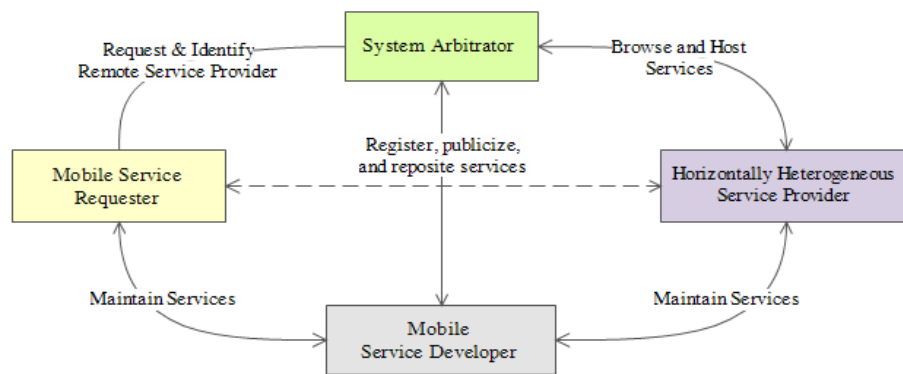 Request & Identify
Remote Service Provider
System Arbitrator
Browse and Host
Services
Register, publicize,
and reposite services
Mobile Service
Requester
Horizontally Heterogeneous
Service Provider
Maintain Services
Maintain Services
Mobile
Service Developer